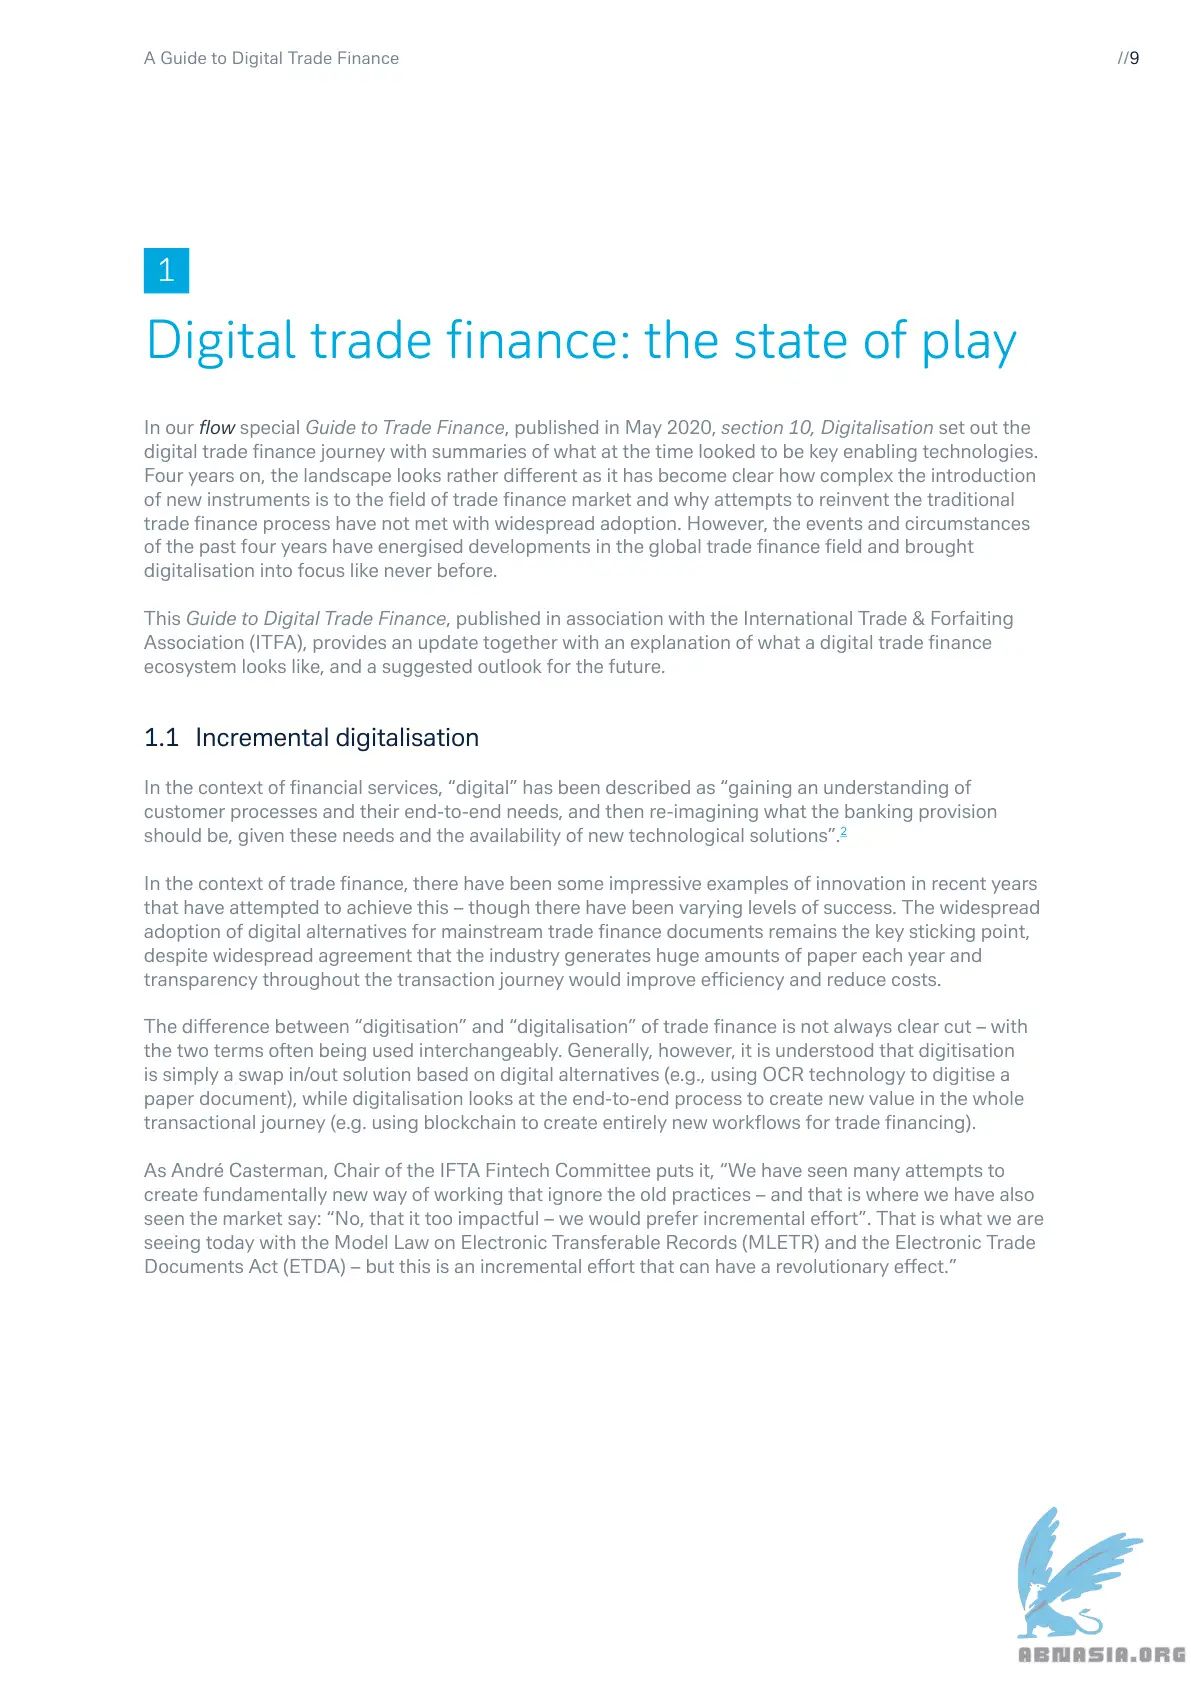 A Guide to Digital Trade Finance
//9
1
Digital trade finance: the state of play
In our flow special Guide to Trade Finance, published in May 2020, section 10, Digitalisation set out the
digital trade finance journey with summaries of what at the time looked to be key enabling technologies.
Four years on, the landscape looks rather different as it has become clear how complex the introduction
of new instruments is to the field of trade finance market and why attempts to reinvent the traditional
trade finance process have not met with widespread adoption. However, the events and circumstances
of the past four years have energised developments in the global trade finance field and brought
digitalisation into focus like never before.
This Guide to Digital Trade Finance, published in association with the International Trade & Forfaiting
Association (ITFA), provides an update together with an explanation of what a digital trade finance
ecosystem looks like, and a suggested outlook for the future.
1.1 Incremental digitalisation
In the context of financial services, “digital” has been described as “gaining an understanding of
customer processes and their end-to-end needs, and then re-imagining what the banking provision
should be, given these needs and the availability of new technological solutions”.2
In the context of trade finance, there have been some impressive examples of innovation in recent years
that have attempted to achieve this – though there have been varying levels of success. The widespread
adoption of digital alternatives for mainstream trade finance documents remains the key sticking point,
despite widespread agreement that the industry generates huge amounts of paper each year and
transparency throughout the transaction journey would improve efficiency and reduce costs.
The difference between “digitisation” and “digitalisation” of trade finance is not always clear cut – with
the two terms often being used interchangeably. Generally, however, it is understood that digitisation
is simply a swap in/out solution based on digital alternatives (e.g., using OCR technology to digitise a
paper document), while digitalisation looks at the end-to-end process to create new value in the whole
transactional journey (e.g. using blockchain to create entirely new workflows for trade financing).
As André Casterman, Chair of the IFTA Fintech Committee puts it, “We have seen many attempts to
create fundamentally new way of working that ignore the old practices – and that is where we have also
seen the market say: “No, that it too impactful – we would prefer incremental effort”. That is what we are
seeing today with the Model Law on Electronic Transferable Records (MLETR) and the Electronic Trade
Documents Act (ETDA) – but this is an incremental effort that can have a revolutionary effect.”
ABNASIA.ORG